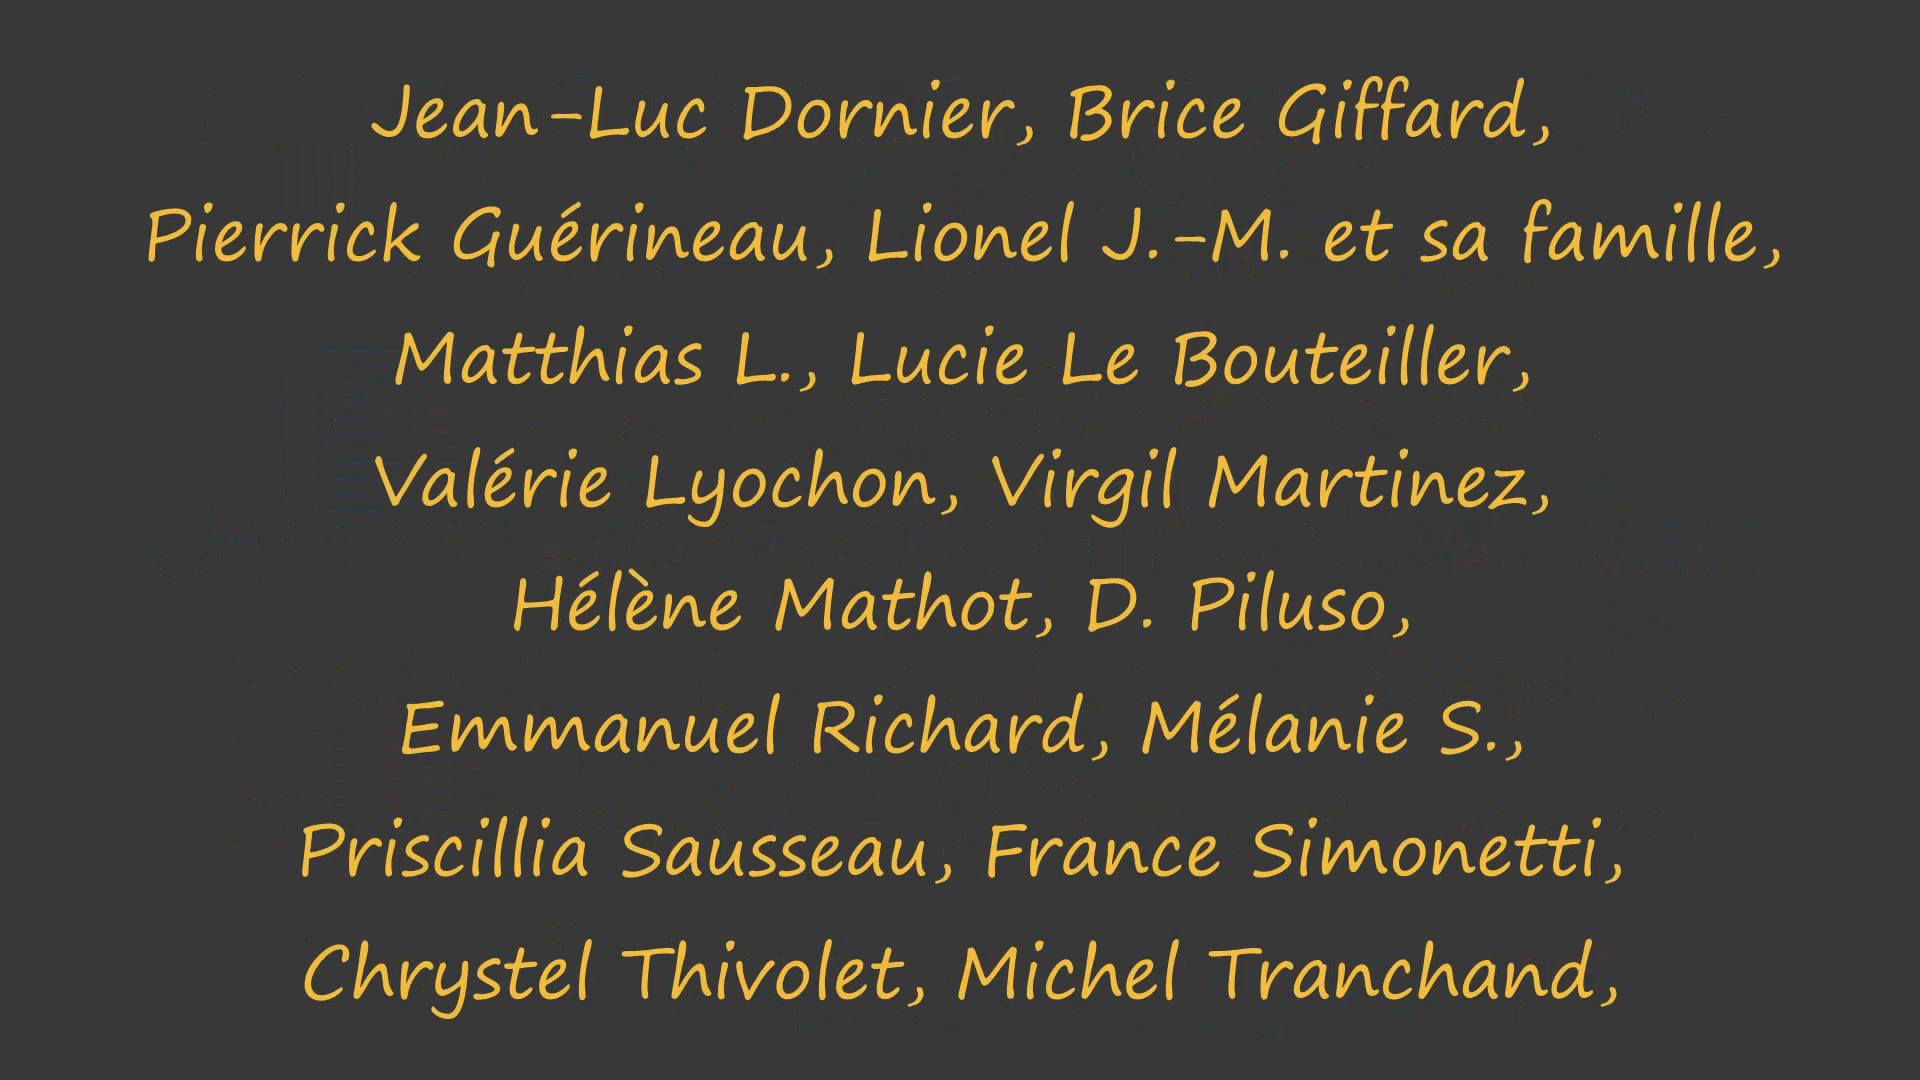 Jean-Luc Dornier, Brice Giffard,
Pierrick Guérineau, Lionel J.-M. et sa famille,
Matthias L., Lucie Le Bouteiller,
Valérie Lyochon, Virgil Martinez,
Hélène Mathot, D. Piluso,
Emmanuel Richard, Mélanie S.,
Priscillia Sausseau, France Simonetti,
Chrystel Thivolet, Michel Tranchand,